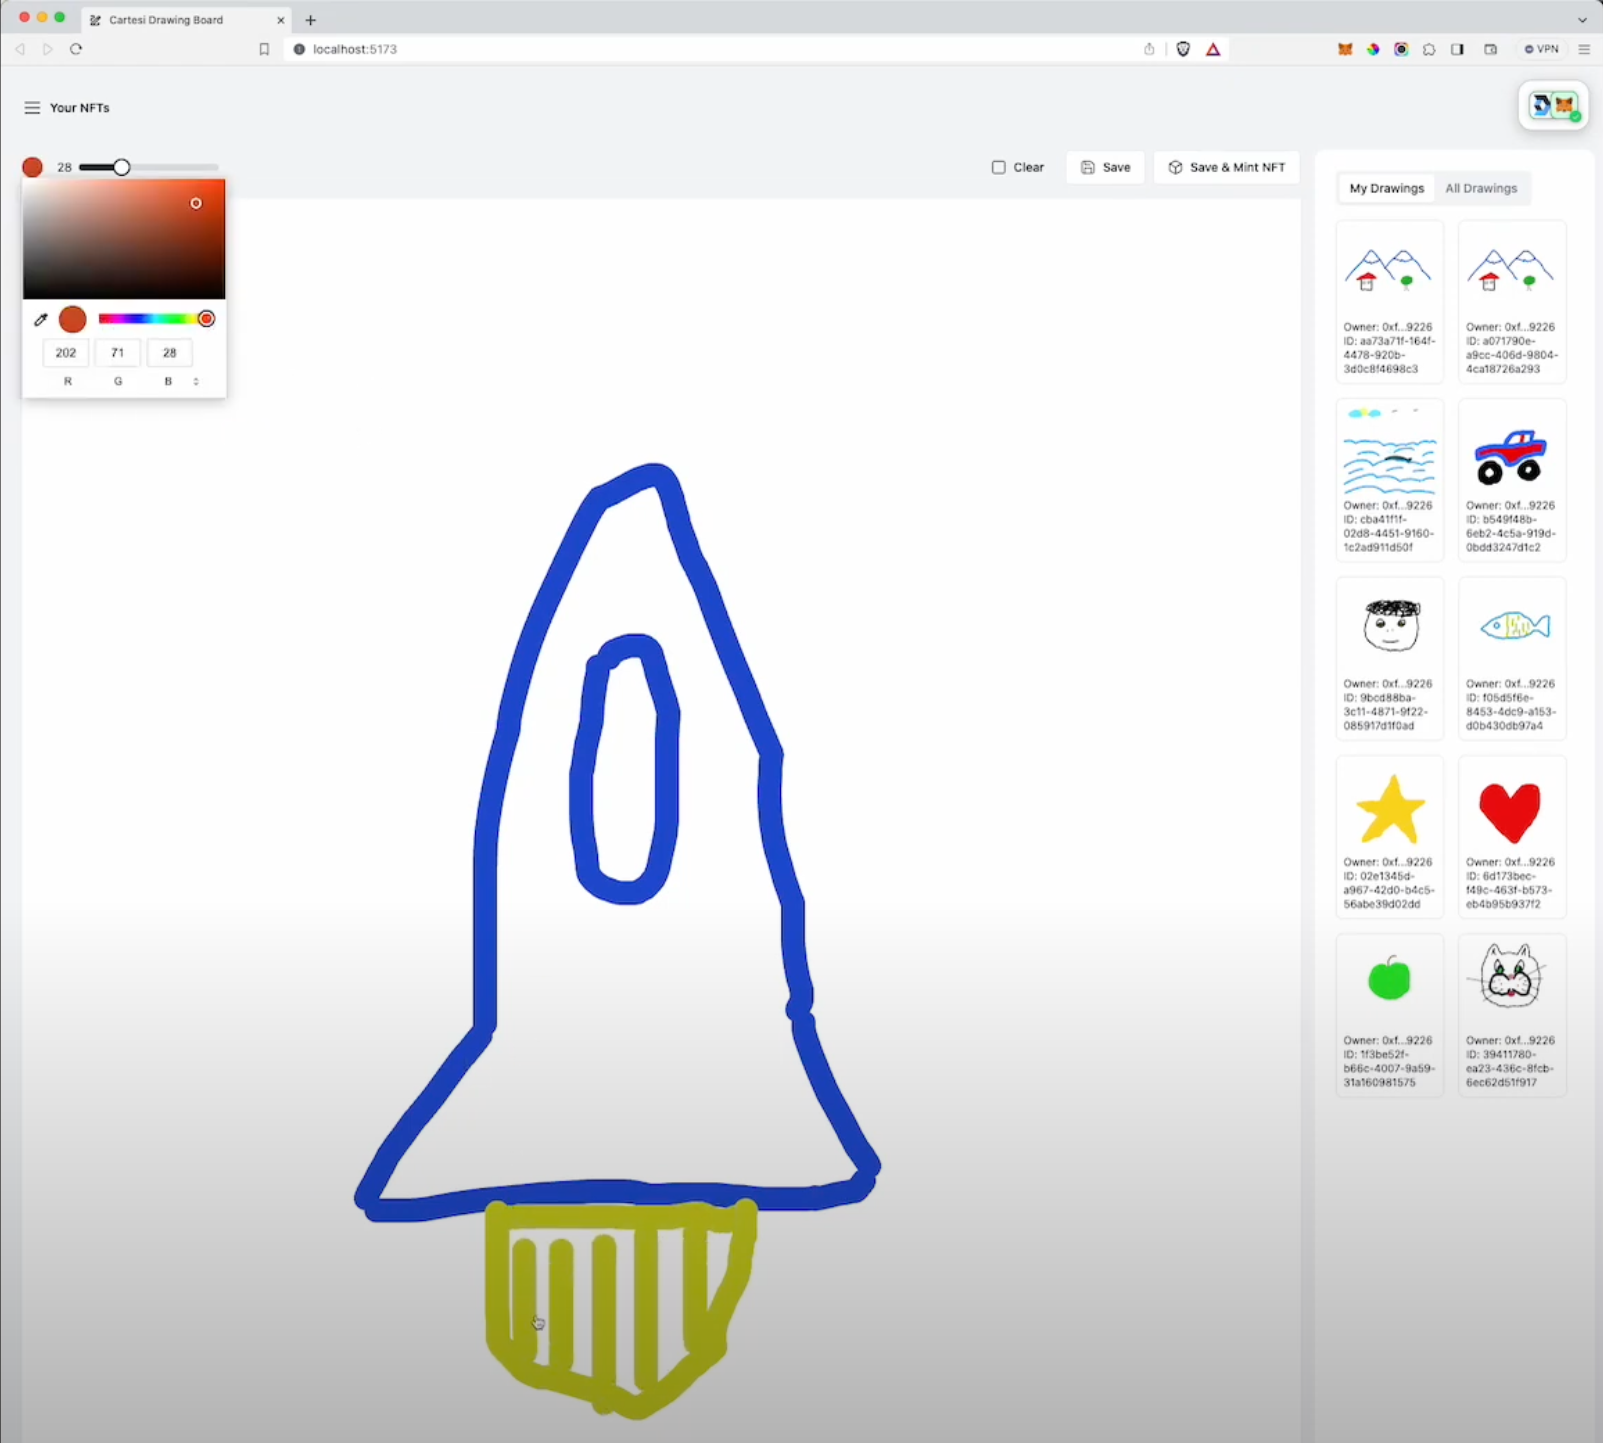 Cartesi Drawing Board
localhost:5173
VPN
Your NFTs
28
Clear
Save
Save & Mint NFT
202 71 28
R G B
My Drawings
All Drawings
Owner: 0xf...9226
ID: aa73a71f-164f-
4478-920b-
3d0c8f4698c3
Owner: 0xf...9226
ID: a071790e-
a9cc-406d-9804-
4ca18726a293
Owner: 0xf...9226
ID: cba41f1f-
02d8-4451-9160-
1c2ad911d50f
Owner: 0xf...9226
ID: b549f48b-
6eb2-4c5a-919d-
0bdd3247d1c2
Owner: 0xf...9226
ID: 9bcd88ba-
3c11-4871-9f22-
085917d1f0ad
Owner: 0xf...9226
ID: f05d5f6e-
8453-4dc9-a153-
d0b430db97a4
Owner: 0xf...9226
ID: 02e1345d-
a967-42d0-b4c5-
56abe39d02dd
Owner: 0xf...9226
ID: 6d173bec-
f49c-463f-b573-
eb4b95b937f2
Owner: 0xf...9226
ID: 1f3be52f-
b66c-4007-9a59-
31a160981575
Owner: 0xf...9226
ID: 39411780-
ea23-436c-8fcb-
6ec62d51f917